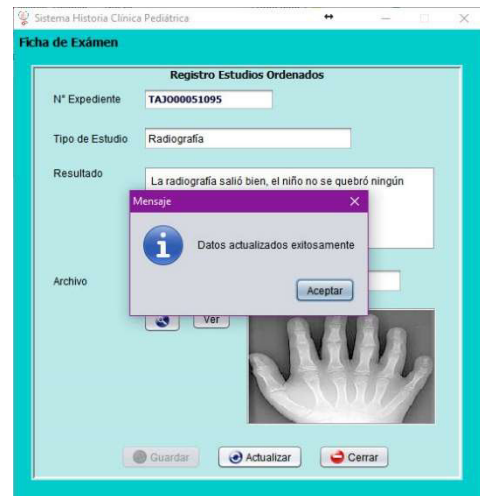 Sistema Historia Clínica Pediátrica
Ficha de Exámen
Registro Estudios Ordenados
N° Expediente TAJO00051095
Tipo de Estudio Radiografía
Resultado La radiografía salió bien, el niño no se quebró ningún
Mensaje
Datos actualizados exitosamente
Aceptar
Archivo
Ver
Guardar Actualizar Cerrar